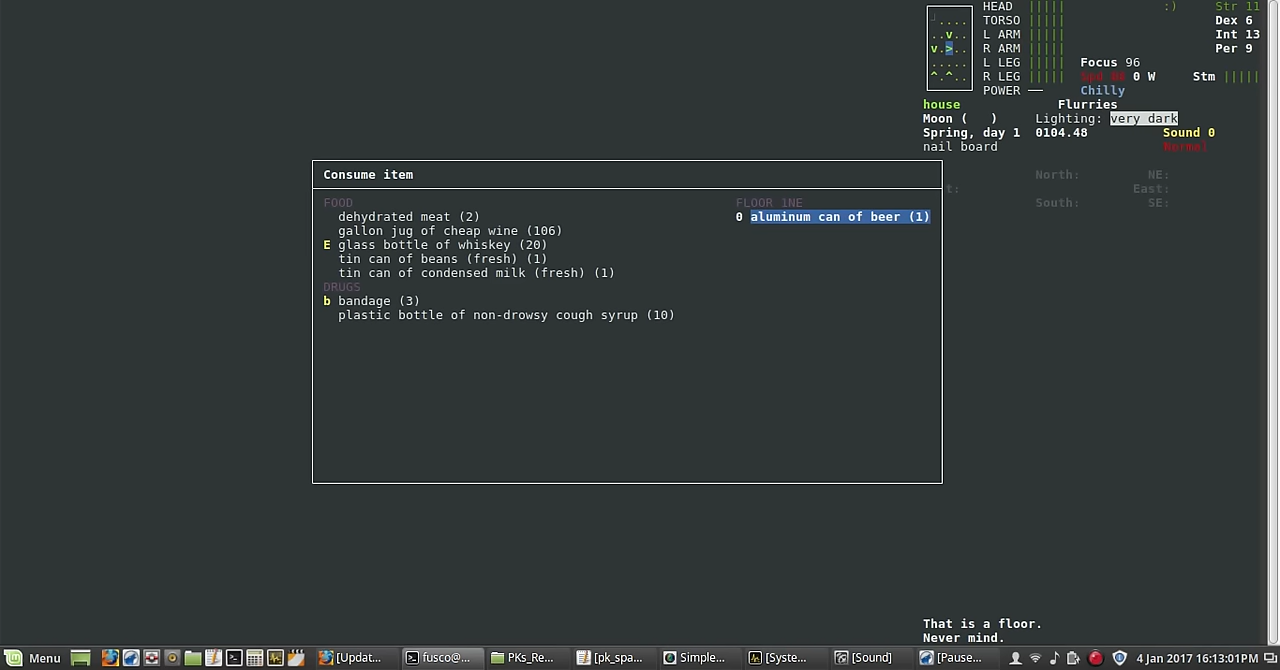 HEAD ||||| :) Str 11
TORSO ||||| Dex 6
L ARM ||||| Int 13
R ARM ||||| Per 9
L LEG ||||| Focus 96
R LEG ||||| 0 W Stm |||||
POWER — Chilly
house Flurries
Moon ( ) Lighting: very dark
Spring, day 1 0104.48 Sound 0
nail board Normal
North: NE:
t: East:
South: SE:
Consume item
FOOD FLOOR 1NE
dehydrated meat (2) 0 aluminum can of beer (1)
gallon jug of cheap wine (106)
E glass bottle of whiskey (20)
tin can of beans (fresh) (1)
tin can of condensed milk (fresh) (1)
DRUGS
b bandage (3)
plastic bottle of non-drowsy cough syrup (10)
That is a floor.
Never mind.
Menu [Updat... fusco@... PKs_Re... [pk_spa... Simple... [Syste... [Sound] [Pause... 4 Jan 2017 16:13:01PM